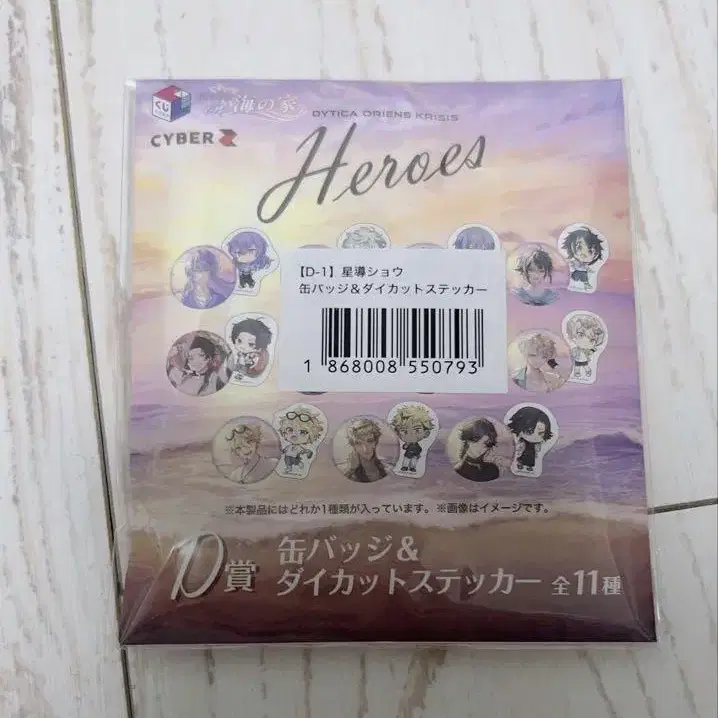 くじ
海の家
CYBER Z
DYTICA ORIENS KRISIS
Heroes
【D-1】星導ショウ
缶バッジ＆ダイカットステッカー
1 868008 550793
※本製品にはどれか1種類が入っています。※画像はイメージです。
D賞
缶バッジ＆
ダイカットステッカー 全11種